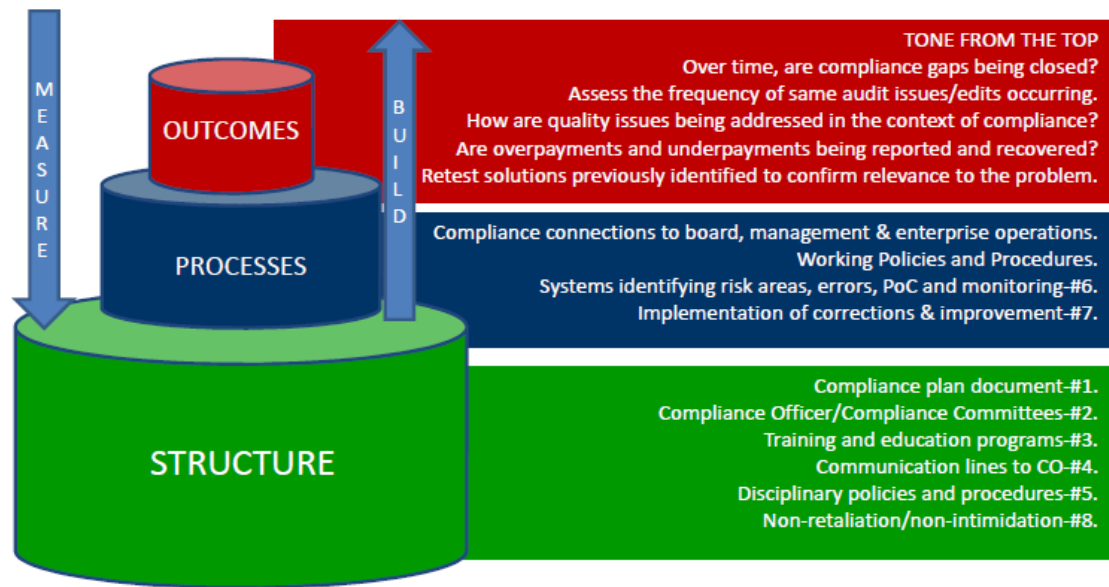 MEASURE
BUILD
OUTCOMES
PROCESSES
STRUCTURE
TONE FROM THE TOP
Over time, are compliance gaps being closed?
Assess the frequency of same audit issues/edits occurring.
How are quality issues being addressed in the context of compliance?
Are overpayments and underpayments being reported and recovered?
Retest solutions previously identified to confirm relevance to the problem.
Compliance connections to board, management & enterprise operations.
Working Policies and Procedures.
Systems identifying risk areas, errors, PoC and monitoring-#6.
Implementation of corrections & improvement-#7.
Compliance plan document-#1.
Compliance Officer/Compliance Committees-#2.
Training and education programs-#3.
Communication lines to CO-#4.
Disciplinary policies and procedures-#5.
Non-retaliation/non-intimidation-#8.